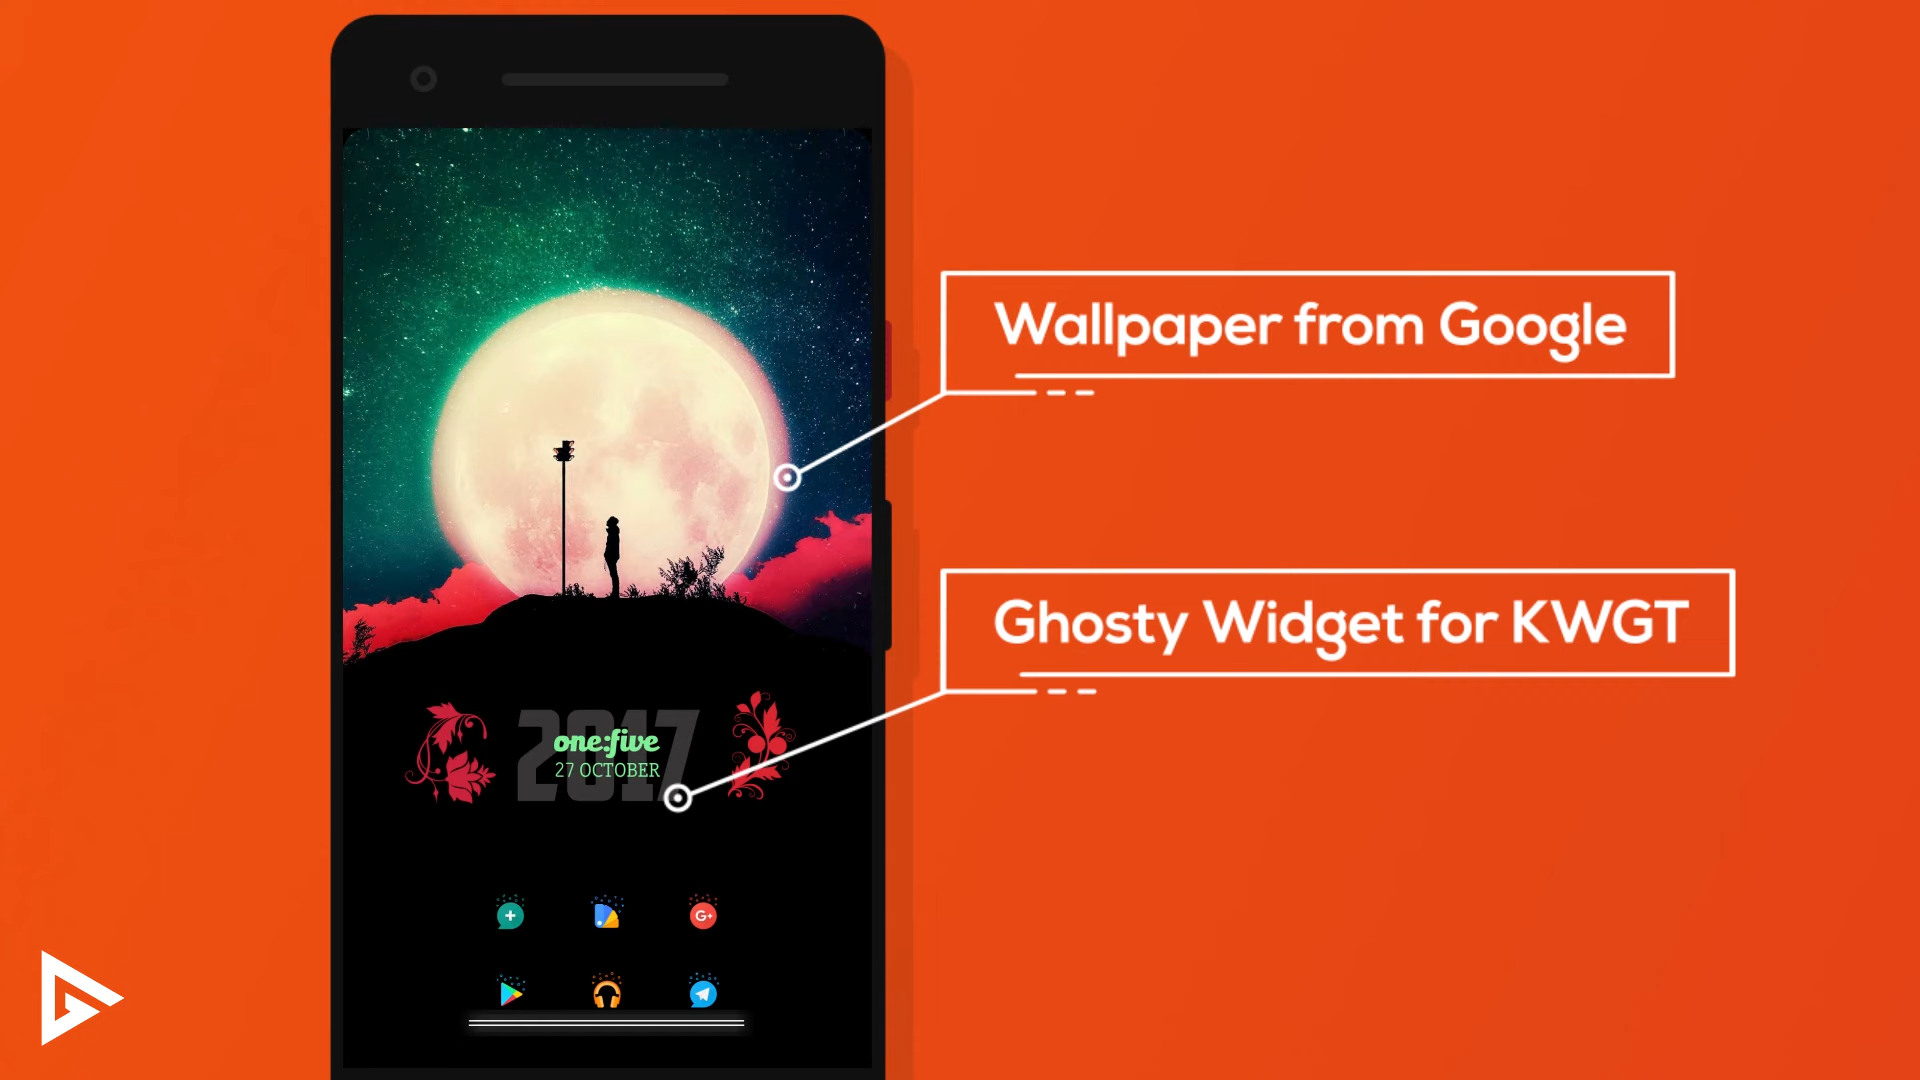 Wallpaper from Google
Ghosty Widget for KWGT
2017
one:five
27 OCTOBER
G+